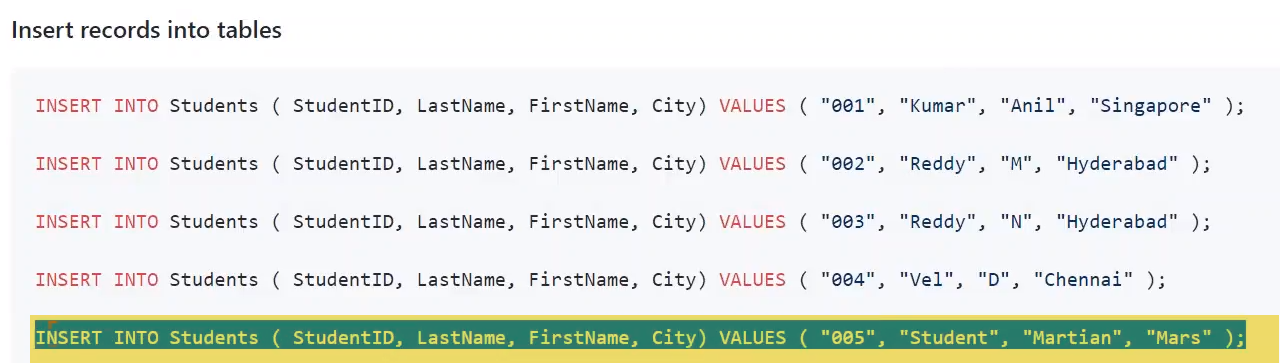 Insert records into tables
INSERT INTO Students ( StudentID, LastName, FirstName, City) VALUES ( "001", "Kumar", "Anil", "Singapore" );
INSERT INTO Students ( StudentID, LastName, FirstName, City) VALUES ( "002", "Reddy", "M", "Hyderabad" );
INSERT INTO Students ( StudentID, LastName, FirstName, City) VALUES ( "003", "Reddy", "N", "Hyderabad" );
INSERT INTO Students ( StudentID, LastName, FirstName, City) VALUES ( "004", "Vel", "D", "Chennai" );
INSERT INTO Students ( StudentID, LastName, FirstName, City) VALUES ( "005", "Student", "Martian", "Mars" );